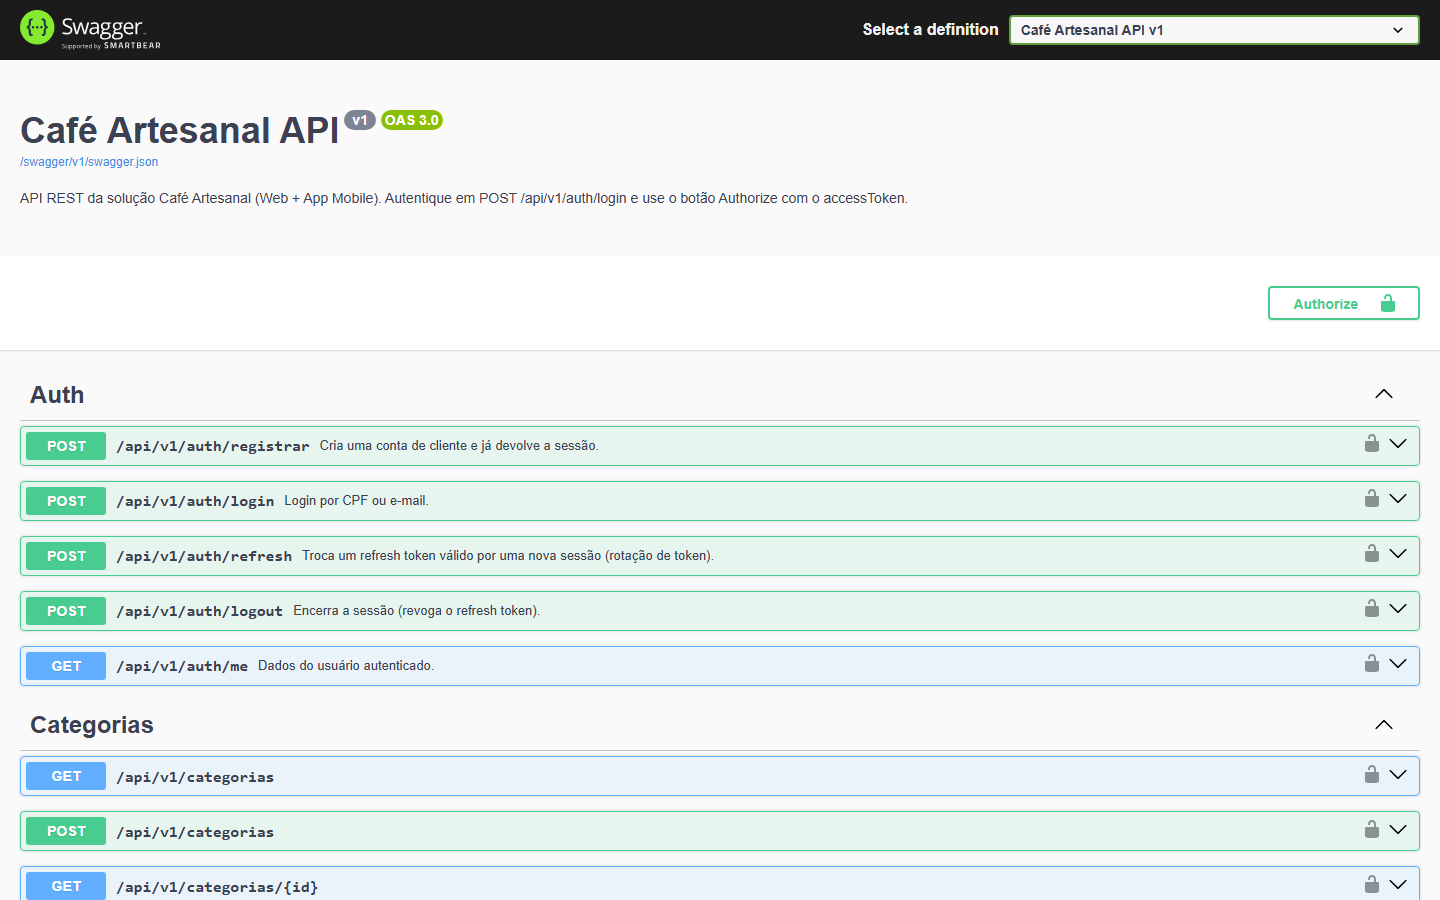 Swagger
Supported by SMARTBEAR
Select a definition
Café Artesanal API v1
Café Artesanal API v1 OAS 3.0
/swagger/v1/swagger.json
API REST da solução Café Artesanal (Web + App Mobile). Autentique em POST /api/v1/auth/login e use o botão Authorize com o accessToken.
Authorize
Auth
POST /api/v1/auth/registrar Cria uma conta de cliente e já devolve a sessão.
POST /api/v1/auth/login Login por CPF ou e-mail.
POST /api/v1/auth/refresh Troca um refresh token válido por uma nova sessão (rotação de token).
POST /api/v1/auth/logout Encerra a sessão (revoga o refresh token).
GET /api/v1/auth/me Dados do usuário autenticado.
Categorias
GET /api/v1/categorias
POST /api/v1/categorias
GET /api/v1/categorias/{id}